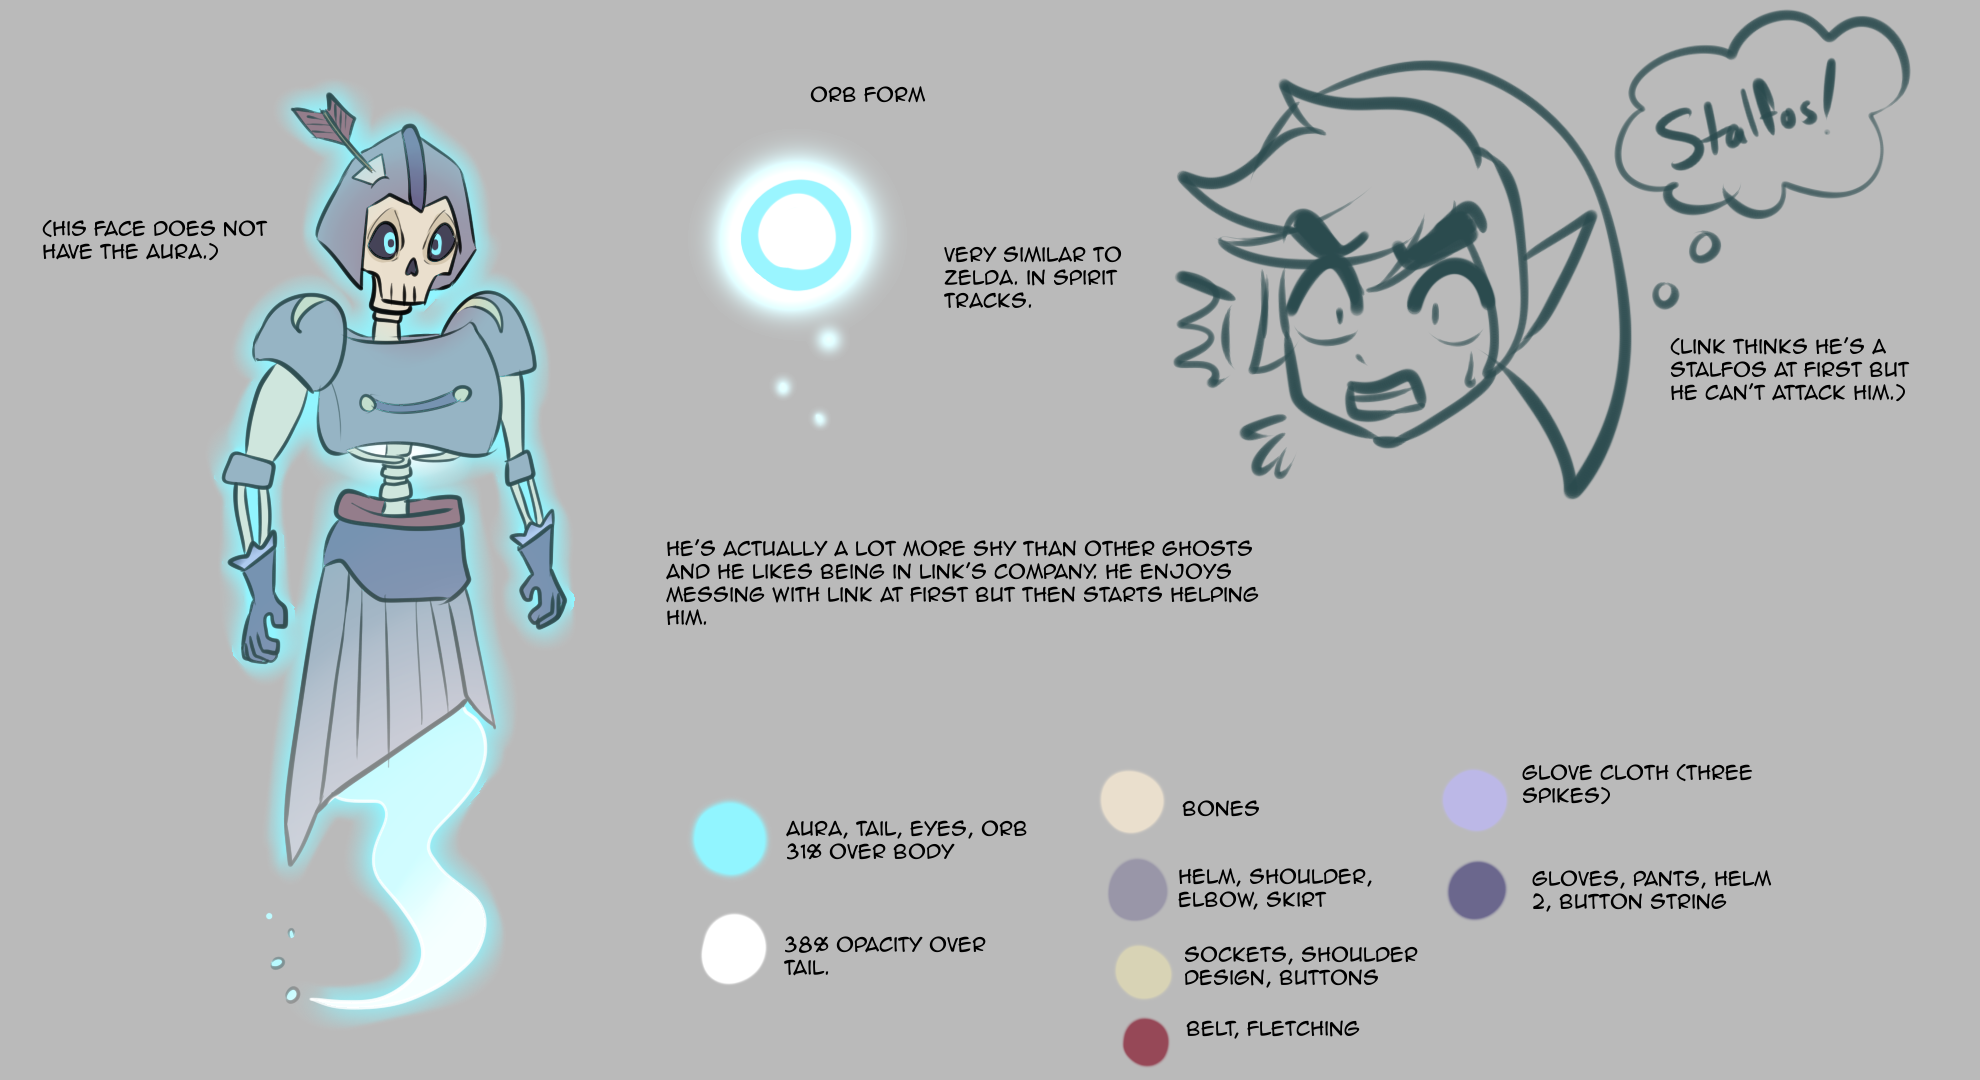 ORB FORM
Stalfos!
(HIS FACE DOES NOT
HAVE THE AURA.)
VERY SIMILAR TO
ZELDA. IN SPIRIT
TRACKS.
(LINK THINKS HE'S A
STALFOS AT FIRST BUT
HE CAN'T ATTACK HIM.)
HE'S ACTUALLY A LOT MORE SHY THAN OTHER GHOSTS
AND HE LIKES BEING IN LINK'S COMPANY. HE ENJOYS
MESSING WITH LINK AT FIRST BUT THEN STARTS HELPING
HIM.
AURA, TAIL, EYES, ORB
31% OVER BODY
38% OPACITY OVER
TAIL.
BONES
HELM, SHOULDER,
ELBOW, SKIRT
SOCKETS, SHOULDER
DESIGN, BUTTONS
BELT, FLETCHING
GLOVE CLOTH (THREE
SPIKES)
GLOVES, PANTS, HELM
2, BUTTON STRING